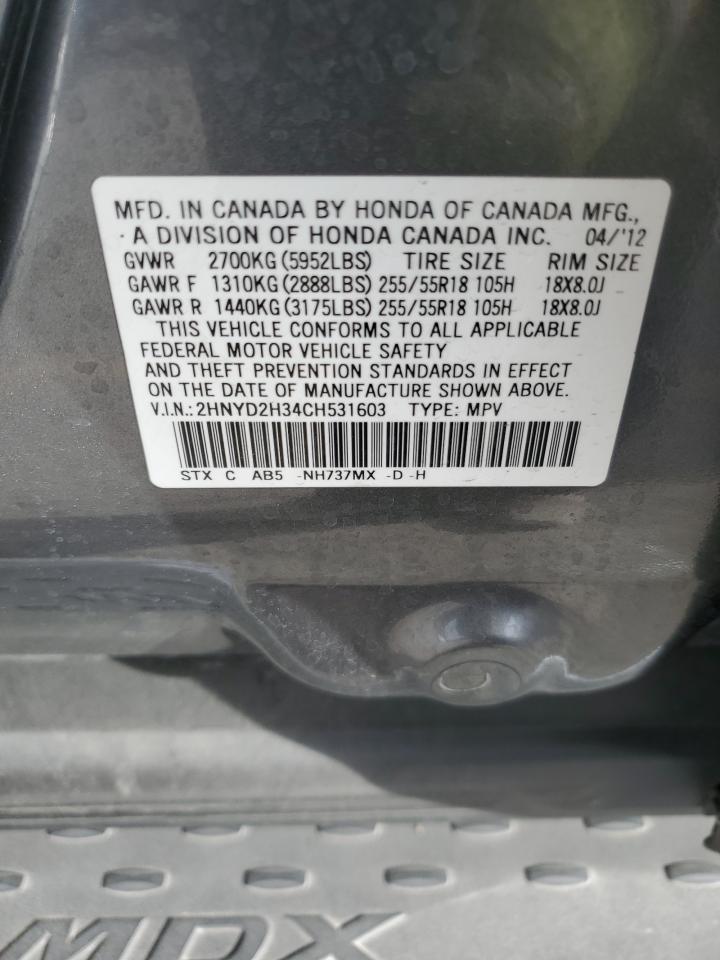 MFD. IN CANADA BY HONDA OF CANADA MFG.,
A DIVISION OF HONDA CANADA INC. 04/'12
GVWR 2700KG(5952LBS) TIRE SIZE RIM SIZE
GAWR F 1310KG(2888LBS) 255/55R18 105H 18X8.0J
GAWR R 1440KG(3175LBS) 255/55R18 105H 18X8.0J
THIS VEHICLE CONFORMS TO ALL APPLICABLE
FEDERAL MOTOR VEHICLE SAFETY
AND THEFT PREVENTION STANDARDS IN EFFECT
ON THE DATE OF MANUFACTURE SHOWN ABOVE.
V.I.N.: 2HNYD2H34CH531603 TYPE: MPV
STX C AB5 -NH737MX -D -H
MDX